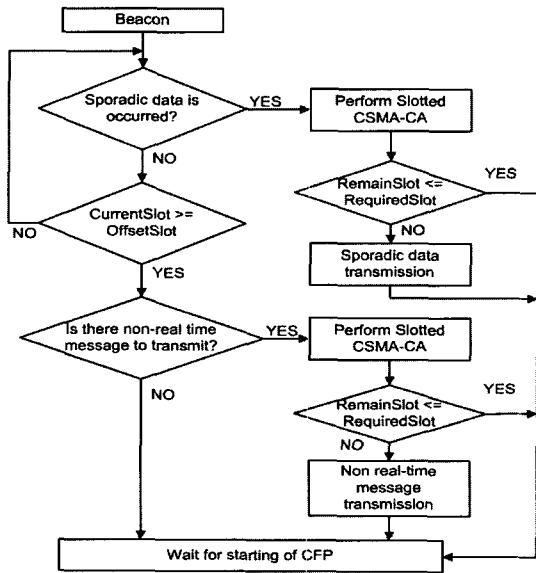 Beacon
Sporadic data is
occurred?
YES
Perform Slotted
CSMA-CA
NO
RemainSlot <=
RequiredSlot
YES
NO
CurrentSlot >=
OffsetSlot
NO
YES
Sporadic data
transmission
Is there non-real time
message to transmit?
YES
Perform Slotted
CSMA-CA
NO
RemainSlot <=
RequiredSlot
YES
NO
Non real-time
message
transmission
Wait for starting of CFP